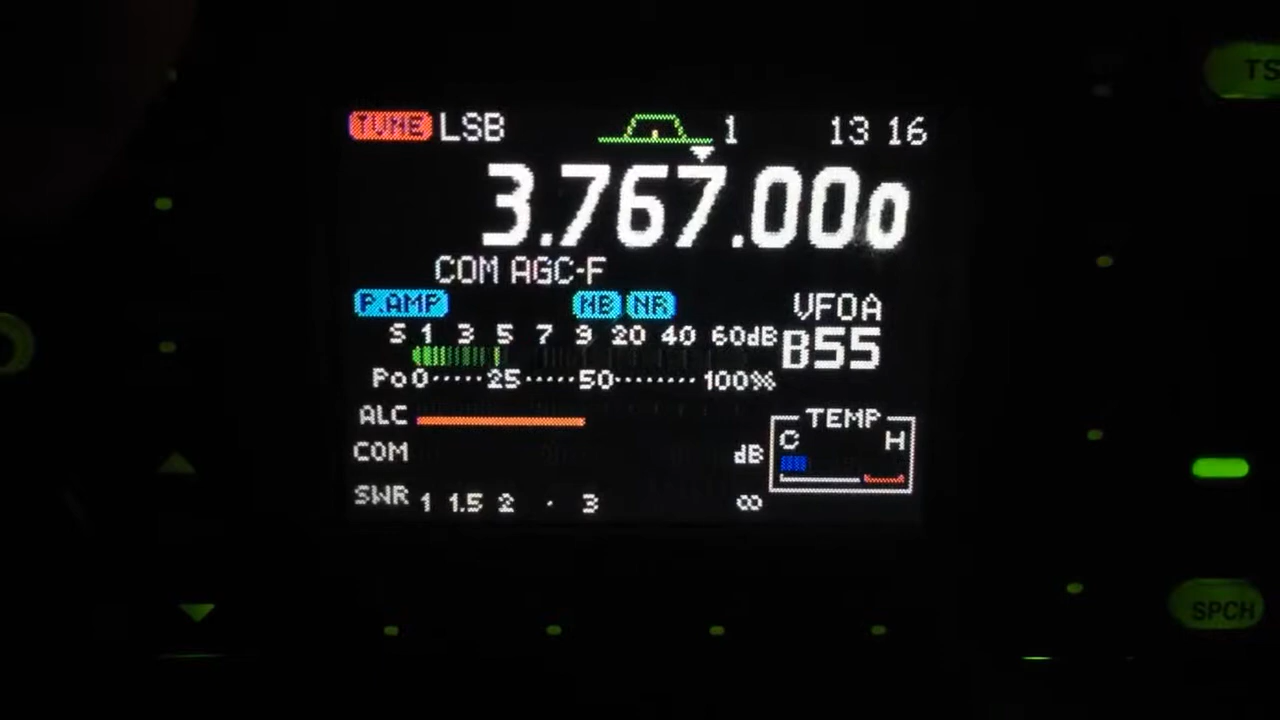 TS
TUNE LSB 1 13 16
3.767.000
COM AGC-F
P.AMP NB NR VFOA
S 1 3 5 7 9 20 40 60dB B55
Po 0·····25·····50········100%
ALC TEMP
C H
COM dB
SWR 1 1.5 2 · 3 ∞
SPCH